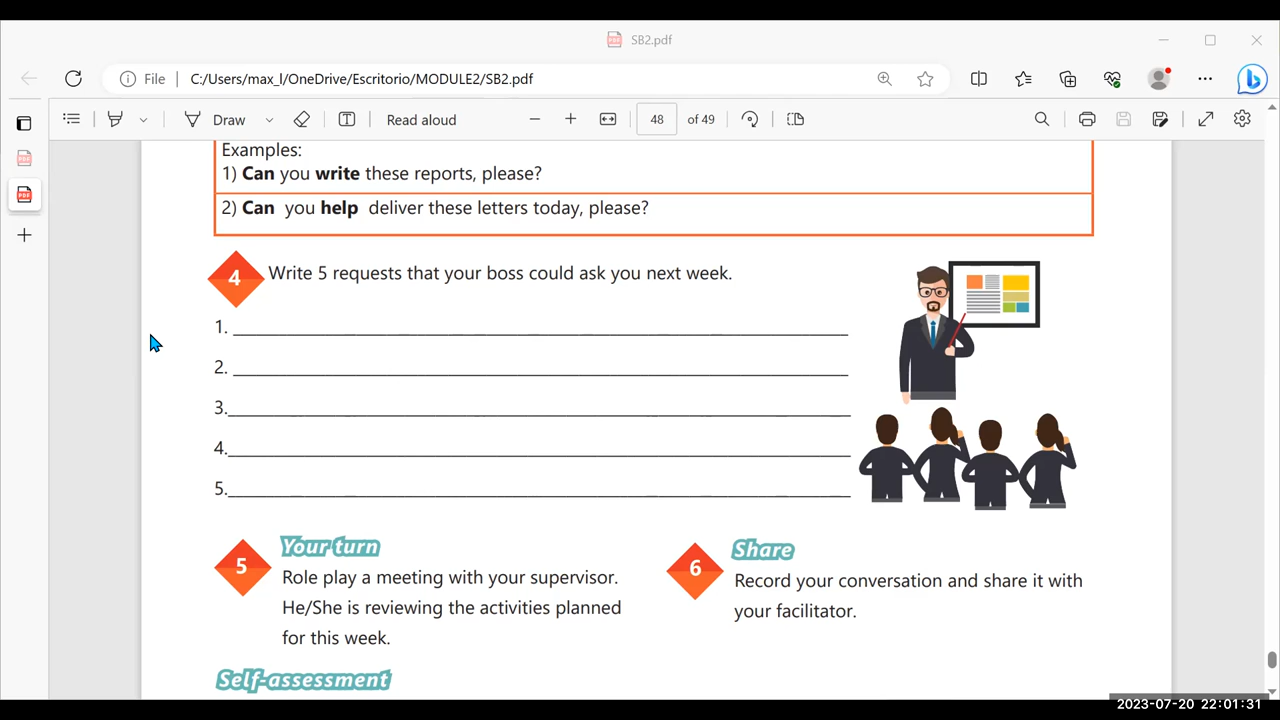 SB2.pdf
File
C:/Users/max_l/OneDrive/Escritorio/MODULE2/SB2.pdf
Draw
Read aloud
48
of 49
Examples:
1) Can you write these reports, please?
2) Can you help deliver these letters today, please?
4
Write 5 requests that your boss could ask you next week.
1.
2.
3.
4.
5.
5
Your turn
Role play a meeting with your supervisor.
He/She is reviewing the activities planned
for this week.
6
Share
Record your conversation and share it with
your facilitator.
Self-assessment
2023-07-20 22:01:31